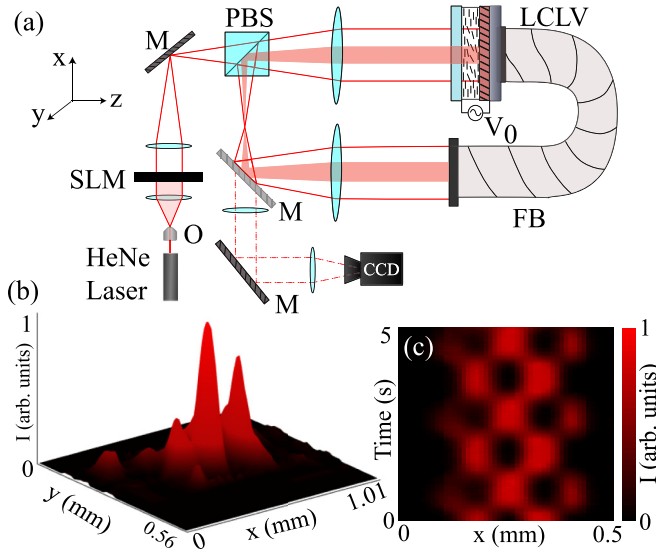 (a)
M
PBS
LCLV
x
y
z
V0
SLM
M
FB
O
HeNe
Laser
CCD
M
(b)
1
I (arb. units)
0
y (mm)
0.56
0
x (mm)
1.01
(c)
5
Time (s)
0
0
x (mm)
0.5
1
I (arb. units)
0